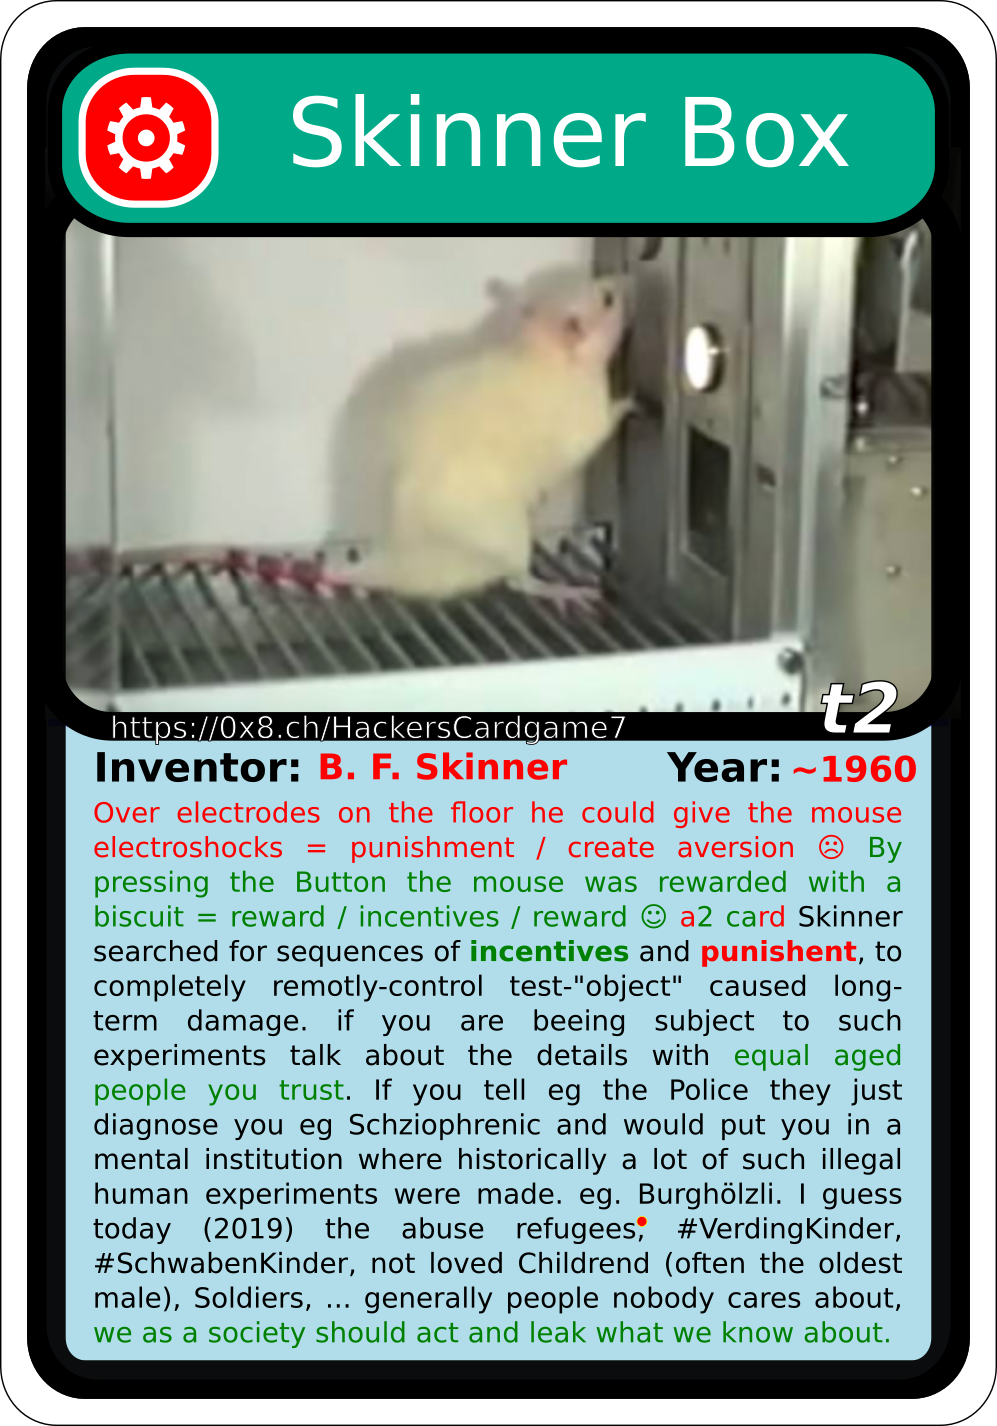 Skinner Box
t2
https://0x8.ch/HackersCardgame7
Inventor: B. F. Skinner Year: ~1960
Over electrodes on the floor he could give the mouse
electroshocks = punishment / create aversion ☹ By
pressing the Button the mouse was rewarded with a
biscuit = reward / incentives / reward ☺ a2 card Skinner
searched for sequences of incentives and punishent, to
completely remotly-control test-"object" caused long-
term damage. if you are beeing subject to such
experiments talk about the details with equal aged
people you trust. If you tell eg the Police they just
diagnose you eg Schziophrenic and would put you in a
mental institution where historically a lot of such illegal
human experiments were made. eg. Burghölzli. I guess
today (2019) the abuse refugees, #VerdingKinder,
#SchwabenKinder, not loved Childrend (often the oldest
male), Soldiers, ... generally people nobody cares about,
we as a society should act and leak what we know about.